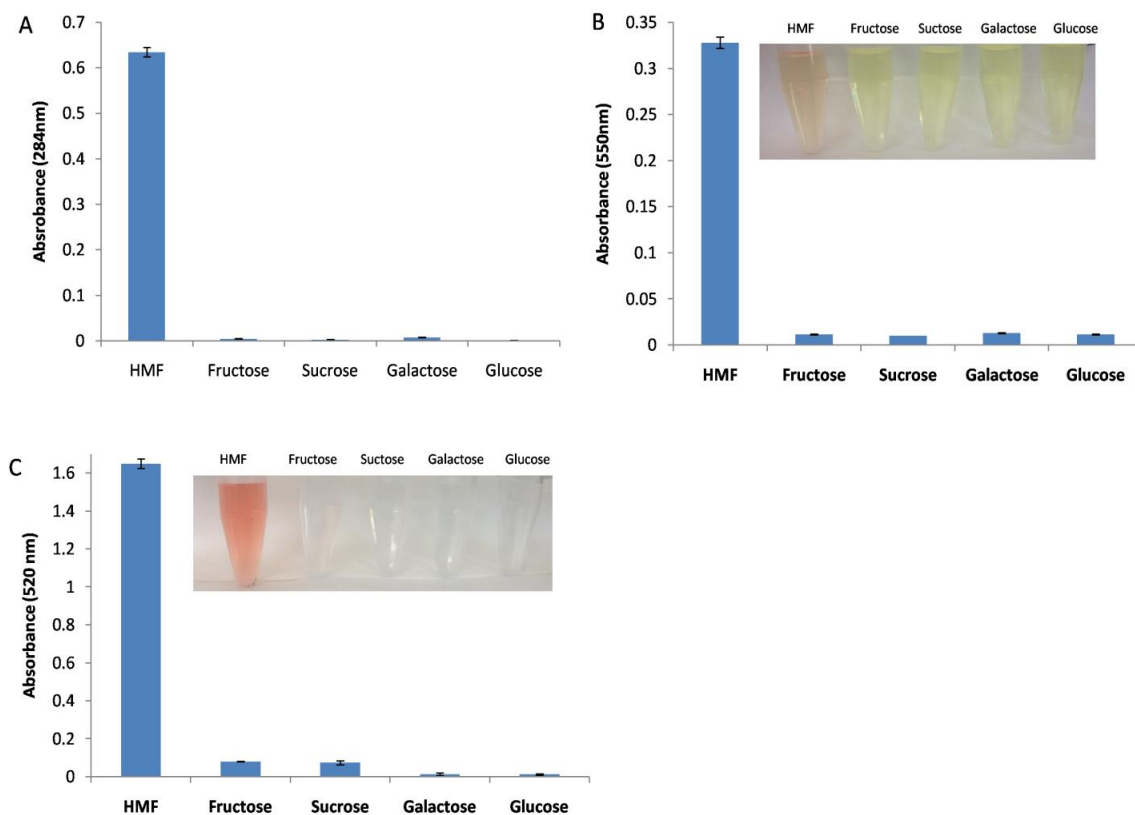 A
Absrobance (284nm)
0.7
0.6
0.5
0.4
0.3
0.2
0.1
0
HMF Fructose Sucrose Galactose Glucose
B
Absorbance (550nm)
0.35
0.3
0.25
0.2
0.15
0.1
0.05
0
HMF Fructose Suctose Galactose Glucose
HMF Fructose Sucrose Galactose Glucose
C
Absorbance (520 nm)
1.6
1.4
1.2
1
0.8
0.6
0.4
0.2
0
HMF Fructose Suctose Galactose Glucose
HMF Fructose Sucrose Galactose Glucose